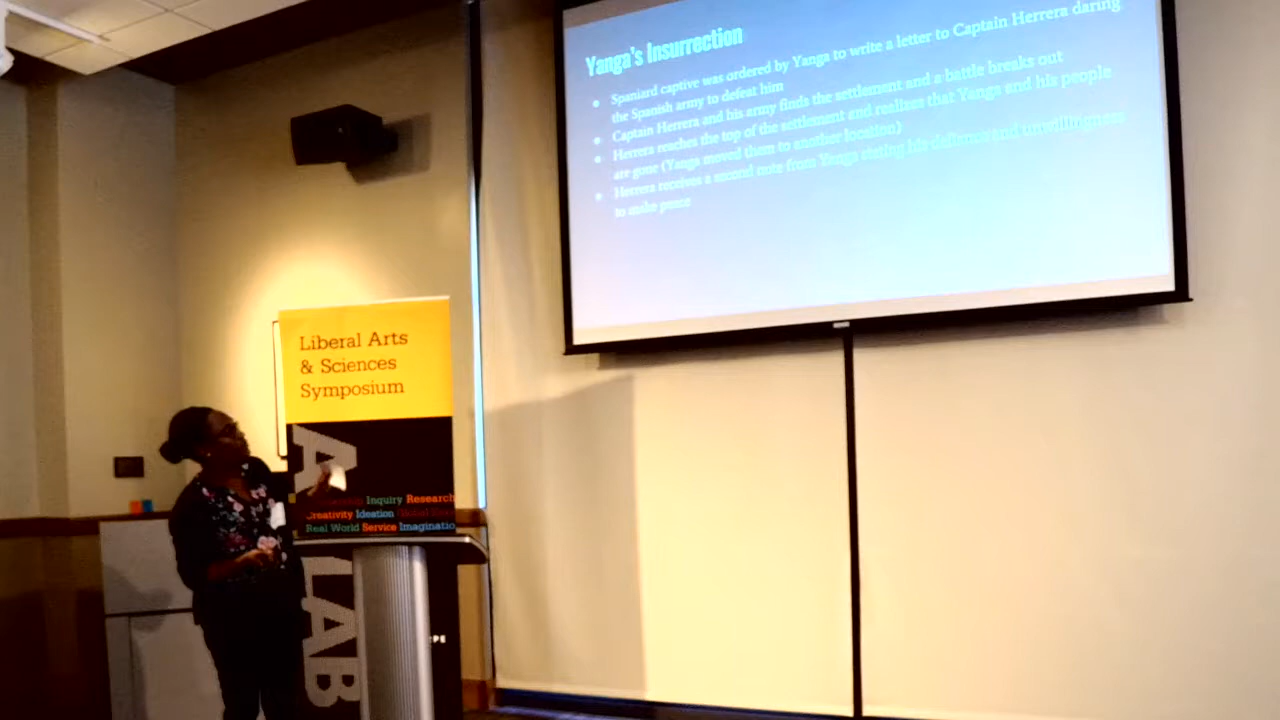 Yanga's Insurrection
• Spaniard captive was ordered by Yanga to write a letter to Captain Herrera daring
the Spanish army to defeat him
• Captain Herrera and his army finds the settlement and a battle breaks out
• Herrera reaches the top of the settlement and realizes that Yanga and his people
are gone (Yanga moved them to another location)
• Herrera receives a second note from Yanga stating his defiance and unwillingness
to make peace
Liberal Arts
& Sciences
Symposium
A
Inquiry Research
Creativity Ideation Global
Real World Service Imaginatio
LAB